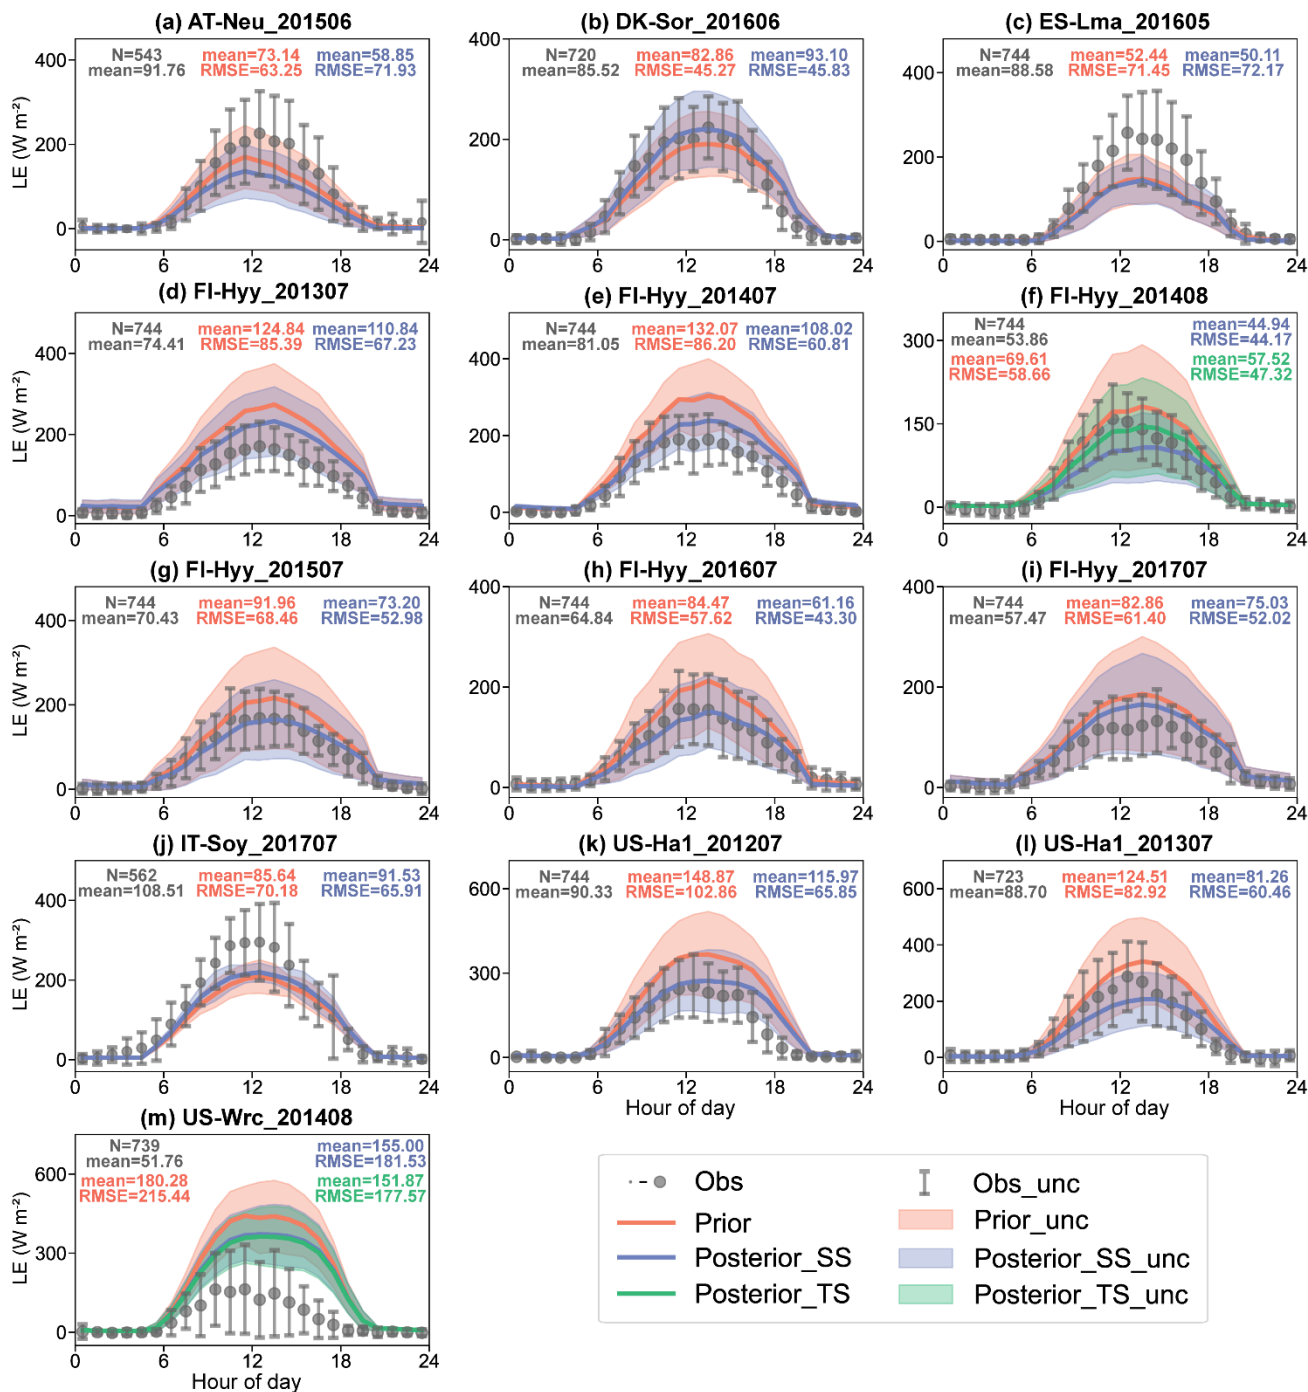 (a) AT-Neu_201506
N=543 mean=73.14 mean=58.85
mean=91.76 RMSE=63.25 RMSE=71.93
LE (W m⁻²)
400
200
0
0 6 12 18 24
(b) DK-Sor_201606
N=720 mean=82.86 mean=93.10
mean=85.52 RMSE=45.27 RMSE=45.83
400
200
0
0 6 12 18 24
(c) ES-Lma_201605
N=744 mean=52.44 mean=50.11
mean=88.58 RMSE=71.45 RMSE=72.17
400
200
0
0 6 12 18 24
(d) FI-Hyy_201307
N=744 mean=124.84 mean=110.84
mean=74.41 RMSE=85.39 RMSE=67.23
LE (W m⁻²)
400
200
0
0 6 12 18 24
(e) FI-Hyy_201407
N=744 mean=132.07 mean=108.02
mean=81.05 RMSE=86.20 RMSE=60.81
400
200
0
0 6 12 18 24
(f) FI-Hyy_201408
N=744 mean=44.94
mean=53.86 RMSE=44.17
mean=69.61 mean=57.52
RMSE=58.66 RMSE=47.32
300
150
0
0 6 12 18 24
(g) FI-Hyy_201507
N=744 mean=91.96 mean=73.20
mean=70.43 RMSE=68.46 RMSE=52.98
LE (W m⁻²)
400
200
0
0 6 12 18 24
(h) FI-Hyy_201607
N=744 mean=84.47 mean=61.16
mean=64.84 RMSE=57.62 RMSE=43.30
400
200
0
0 6 12 18 24
(i) FI-Hyy_201707
N=744 mean=82.86 mean=75.03
mean=57.47 RMSE=61.40 RMSE=52.02
400
200
0
0 6 12 18 24
(j) IT-Soy_201707
N=562 mean=85.64 mean=91.53
mean=108.51 RMSE=70.18 RMSE=65.91
LE (W m⁻²)
400
200
0
0 6 12 18 24
(k) US-Ha1_201207
N=744 mean=148.87 mean=115.97
mean=90.33 RMSE=102.86 RMSE=65.85
600
300
0
0 6 12 18 24
Hour of day
(l) US-Ha1_201307
N=723 mean=124.51 mean=81.26
mean=88.70 RMSE=82.92 RMSE=60.46
600
400
200
0
0 6 12 18 24
Hour of day
(m) US-Wrc_201408
N=739 mean=155.00
mean=51.76 RMSE=181.53
mean=180.28 mean=151.87
RMSE=215.44 RMSE=177.57
LE (W m⁻²)
600
300
0
0 6 12 18 24
Hour of day
Obs Obs_unc
Prior Prior_unc
Posterior_SS Posterior_SS_unc
Posterior_TS Posterior_TS_unc